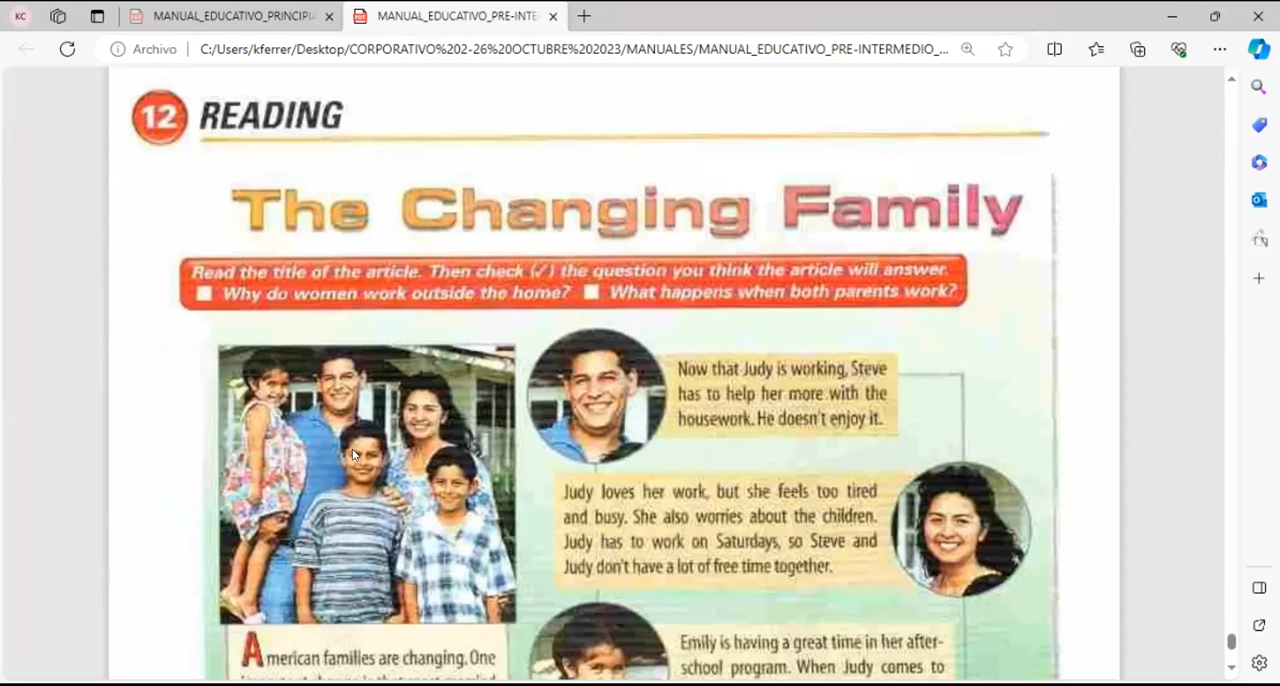 KC
MANUAL_EDUCATIVO_PRINCIPIA
MANUAL_EDUCATIVO_PRE-INTE
Archivo
C:/Users/kferrer/Desktop/CORPORATIVO%202-26%20OCTUBRE%202023/MANUALES/MANUAL_EDUCATIVO_PRE-INTERMEDIO_...
12 READING
The Changing Family
Read the title of the article. Then check (✓) the question you think the article will answer.
Why do women work outside the home? What happens when both parents work?
Now that Judy is working, Steve
has to help her more with the
housework. He doesn't enjoy it.
Judy loves her work, but she feels too tired
and busy. She also worries about the children.
Judy has to work on Saturdays, so Steve and
Judy don't have a lot of free time together.
American families are changing. One
Emily is having a great time in her after-
school program. When Judy comes to